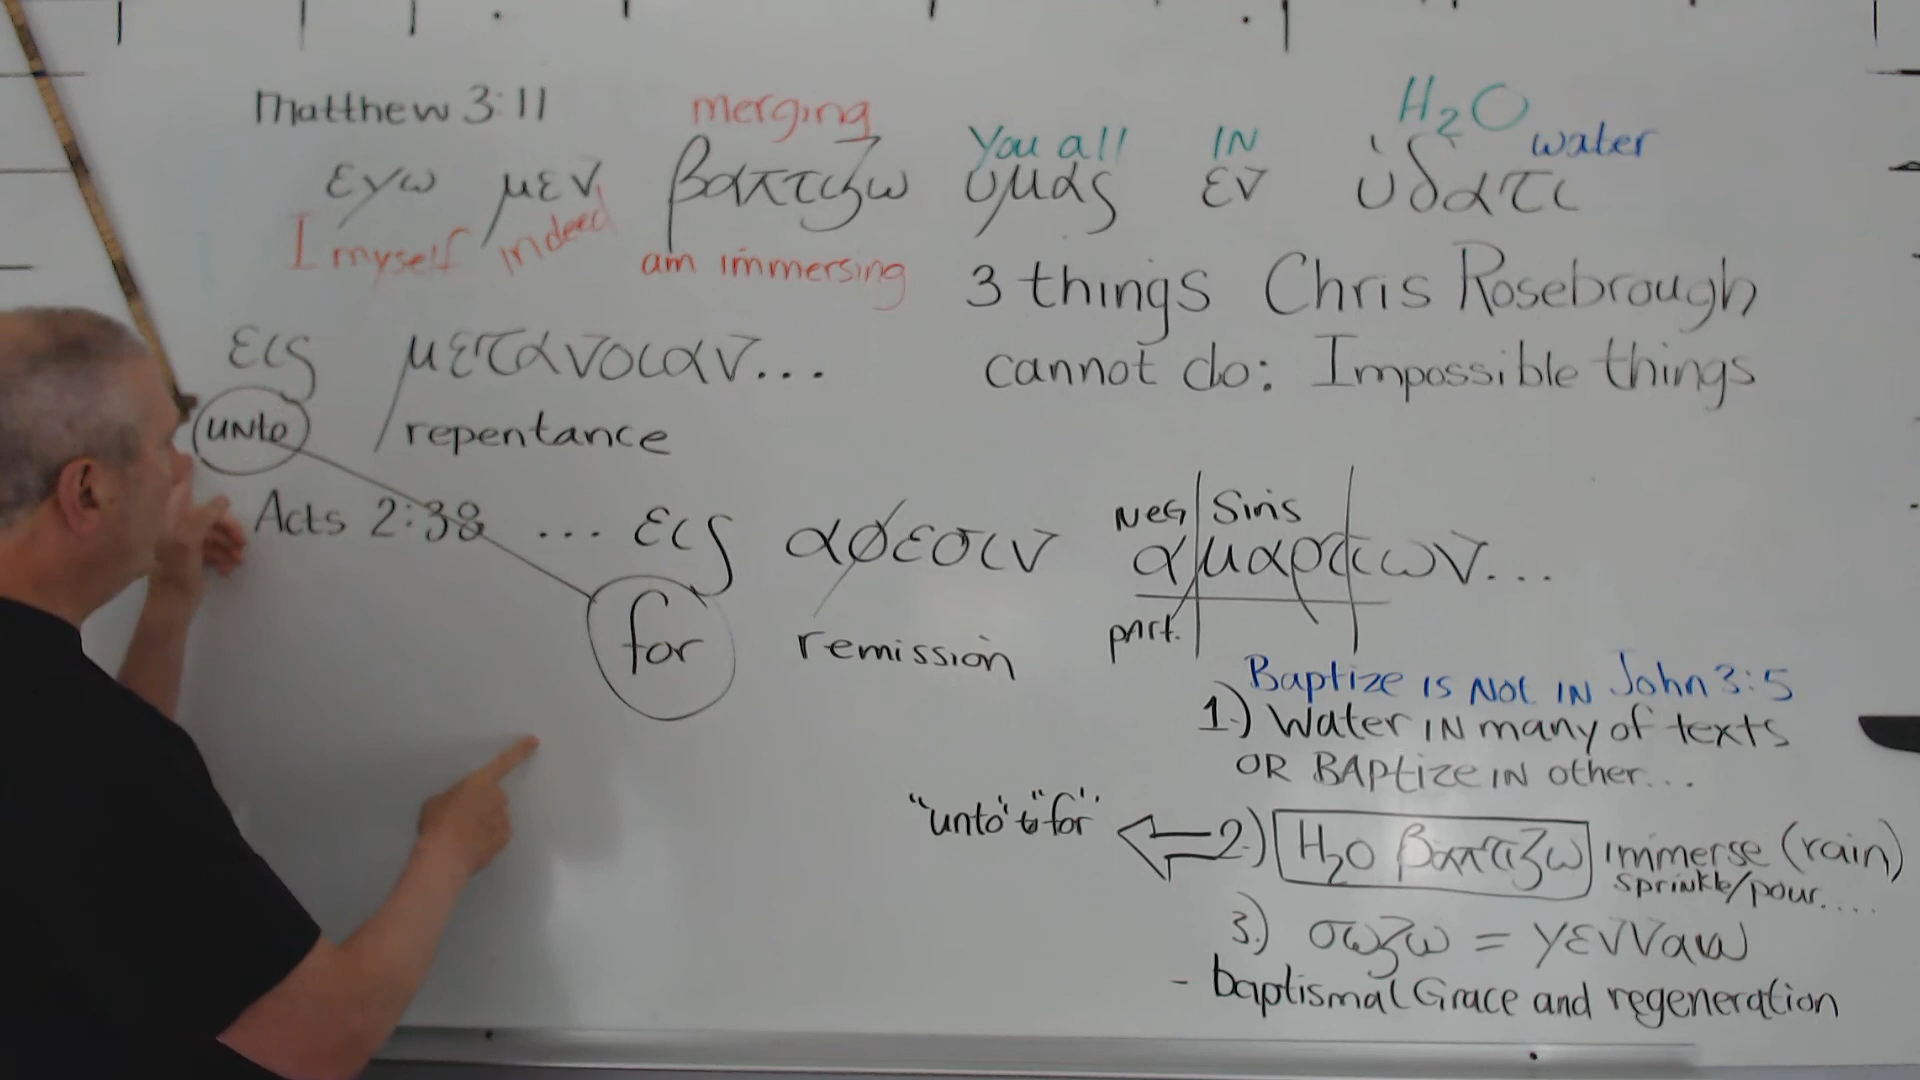 Matthew 3:11
merging
H₂O
You all IN water
εγω μεν βαπτιζω υμας εν ὑδατι
I myself indeed am immersing
3 things Chris Rosebrough
cannot do: Impossible things
εις μετανοιαν...
unto repentance
Acts 2:38 ... εις αφεσιν αμαρτιων...
Neg Sins
for remission part.
Baptize is Not in John 3:5
1.) Water IN many of texts
OR BAPtize IN other...
"unto" to "for" 2.) H₂O βαπτιζω immerse (rain)
sprinkle/pour....
3.) σωζω = γενναω
- baptismal Grace and regeneration